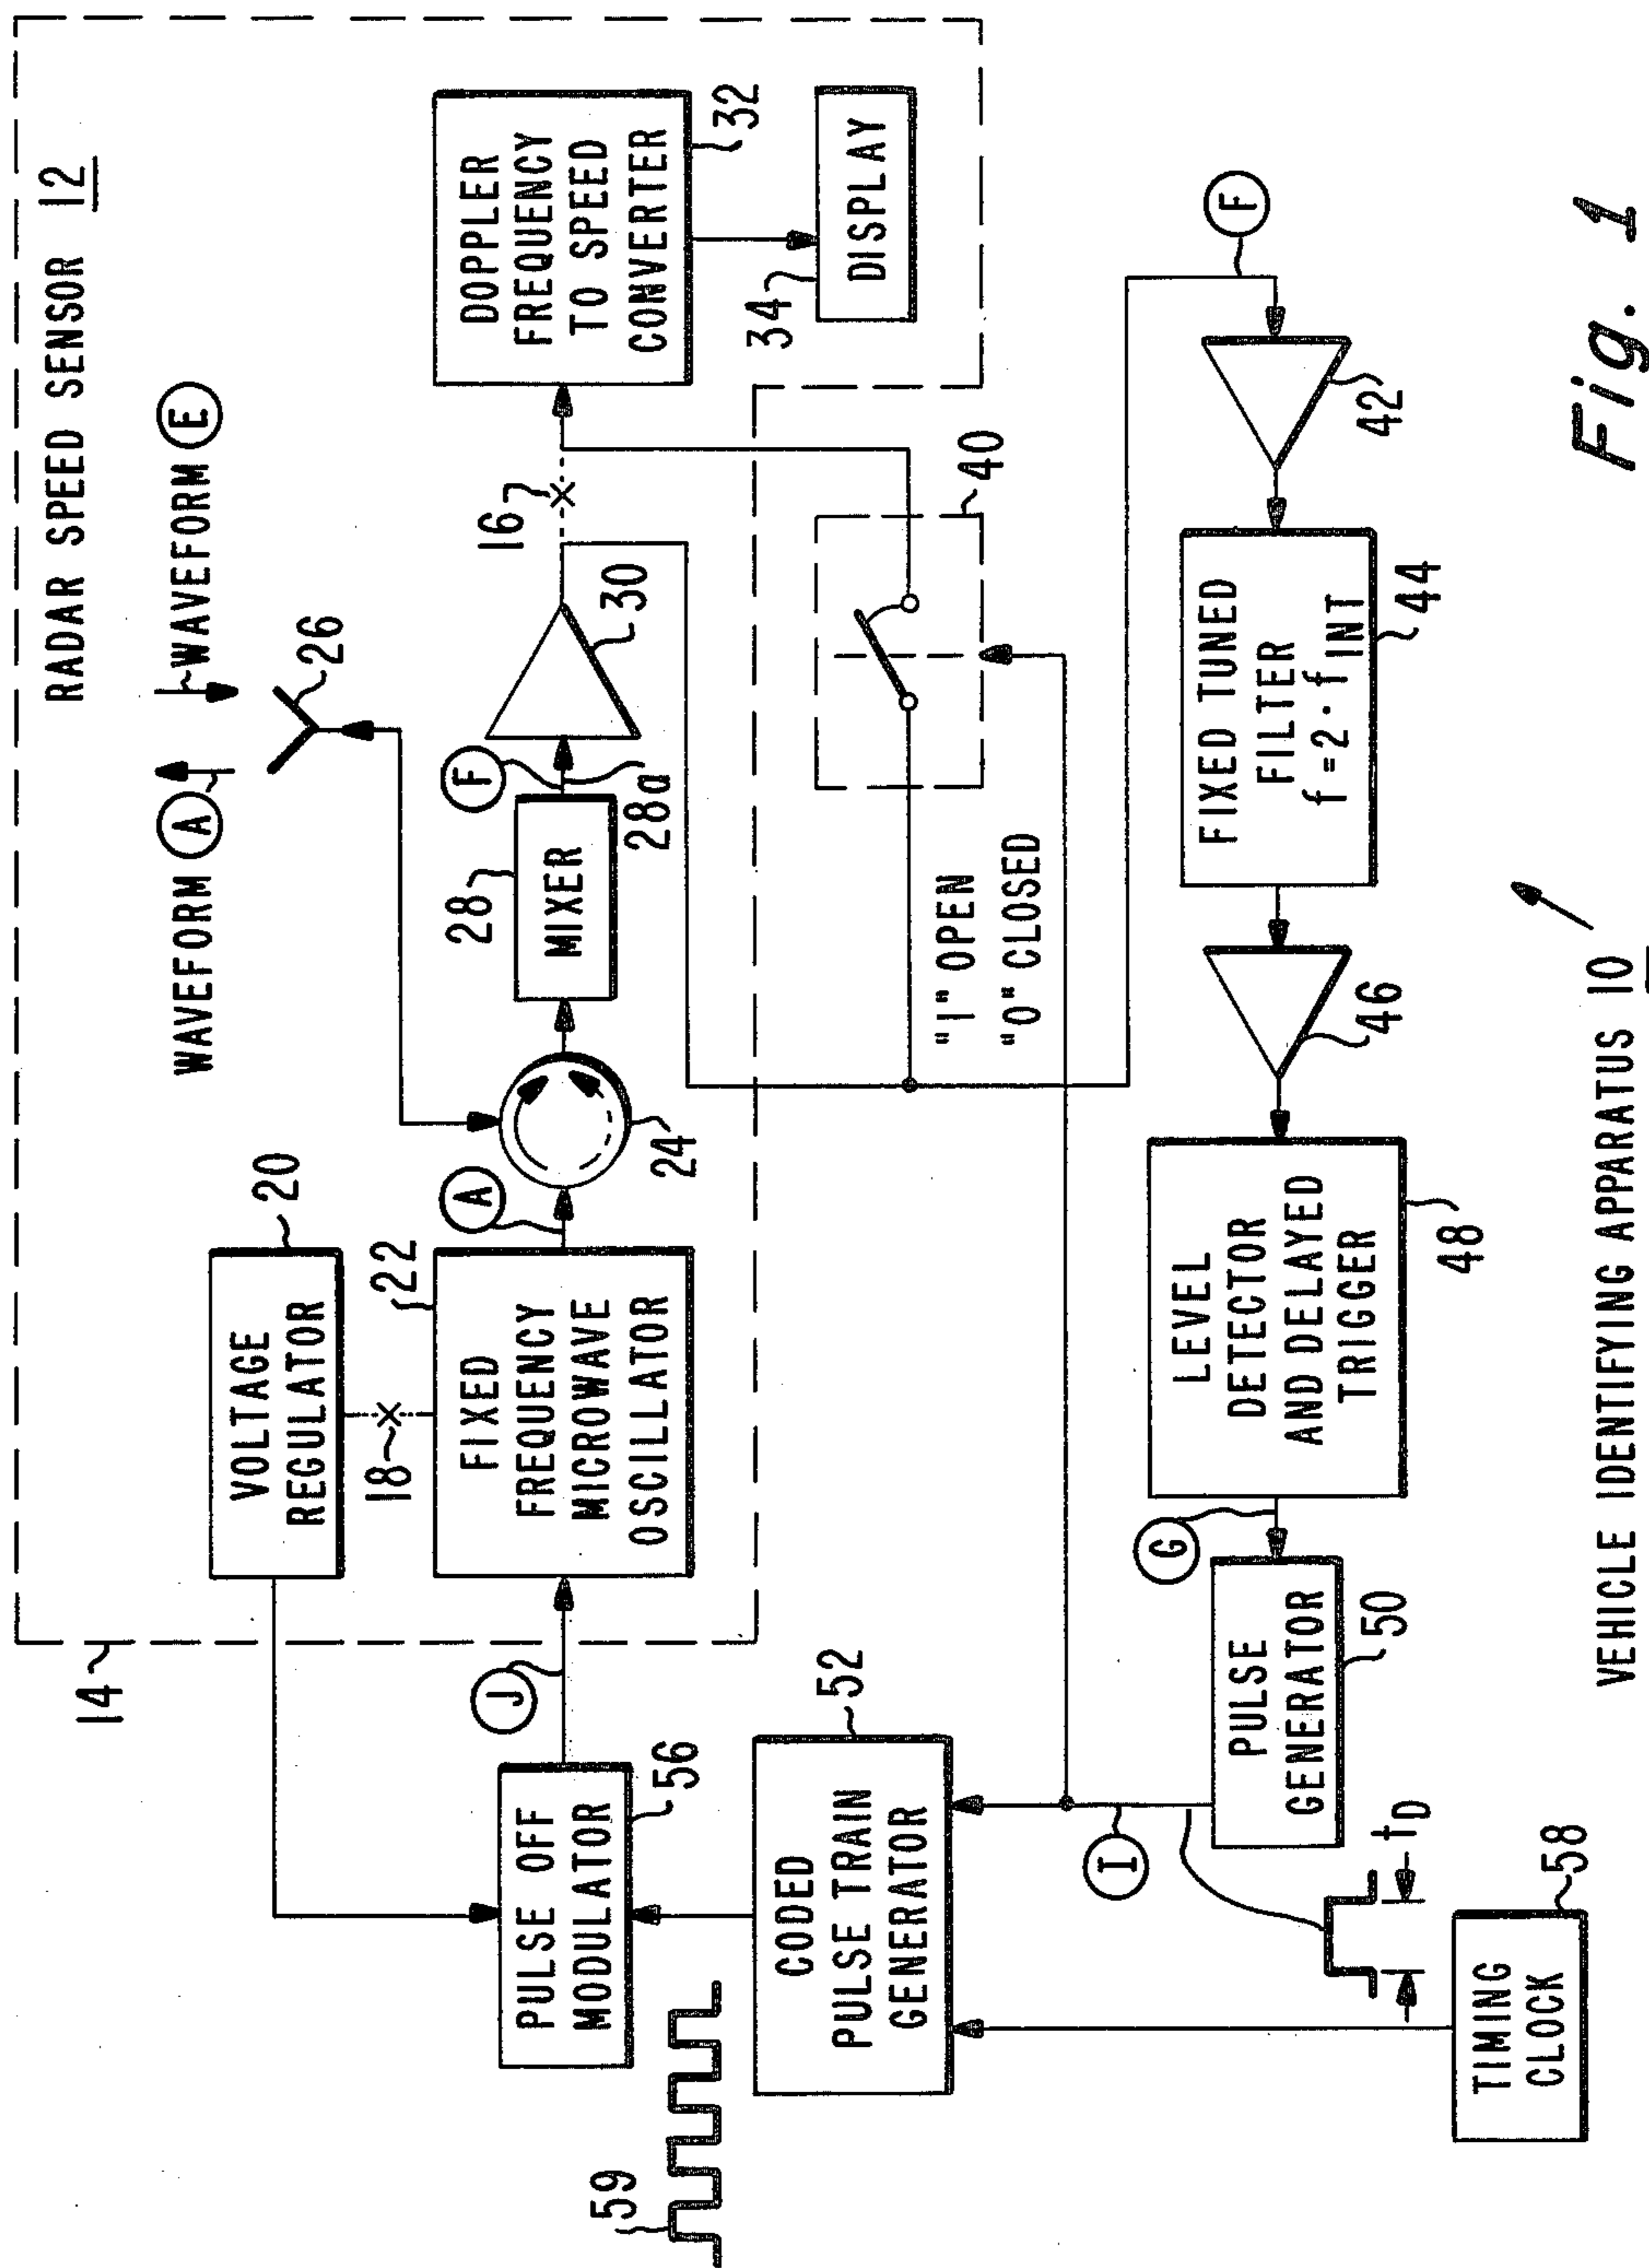 RADAR SPEED SENSOR 12
14
WAVEFORM A
WAVEFORM E
26
VOLTAGE
REGULATOR
20
18
J
FIXED
FREQUENCY
MICROWAVE
OSCILLATOR
22
A
24
MIXER
28
F
28a
30
16
DOPPLER
FREQUENCY
TO SPEED
CONVERTER
32
34
DISPLAY
PULSE OFF
MODULATOR
56
59
CODED
PULSE TRAIN
GENERATOR
52
"1" OPEN
"0" CLOSED
40
I
tD
TIMING
CLOCK
58
PULSE
GENERATOR
50
G
LEVEL
DETECTOR
AND DELAYED
TRIGGER
48
46
FIXED TUNED
FILTER
f = 2 · f INT
44
42
F
VEHICLE IDENTIFYING APPARATUS 10
Fig. 1